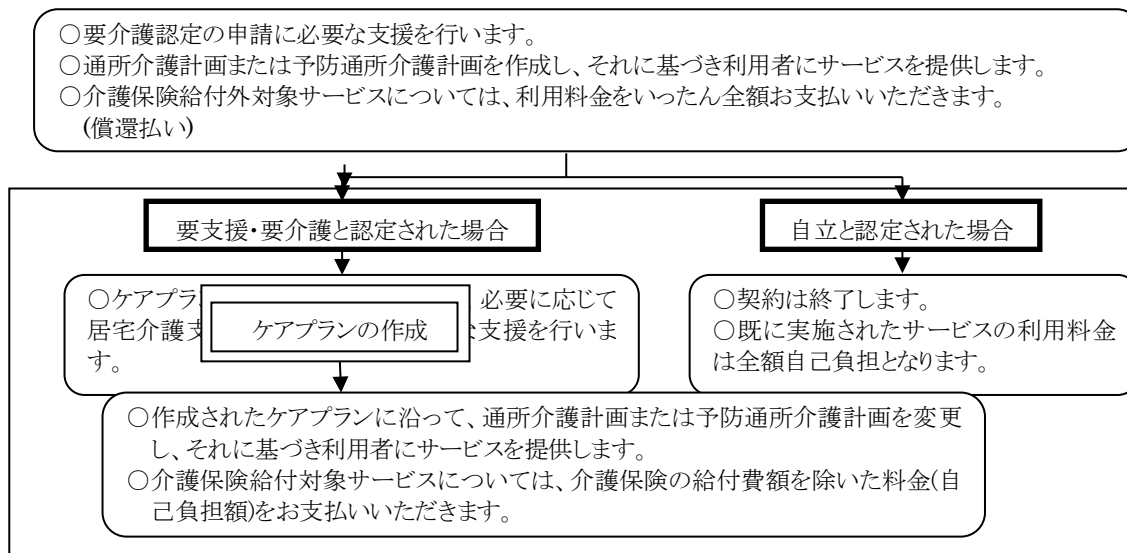 ○要介護認定の申請に必要な支援を行います。
○通所介護計画または予防通所介護計画を作成し、それに基づき利用者にサービスを提供します。
○介護保険給付外対象サービスについては、利用料金をいったん全額お支払いいただきます。
(償還払い)
要支援・要介護と認定された場合
自立と認定された場合
○ケアプラ
必要に応じて
居宅介護支
な支援を行いま
す。
ケアプランの作成
○契約は終了します。
○既に実施されたサービスの利用料金
は全額自己負担となります。
○作成されたケアプランに沿って、通所介護計画または予防通所介護計画を変更
し、それに基づき利用者にサービスを提供します。
○介護保険給付対象サービスについては、介護保険の給付費額を除いた料金(自
己負担額)をお支払いいただきます。